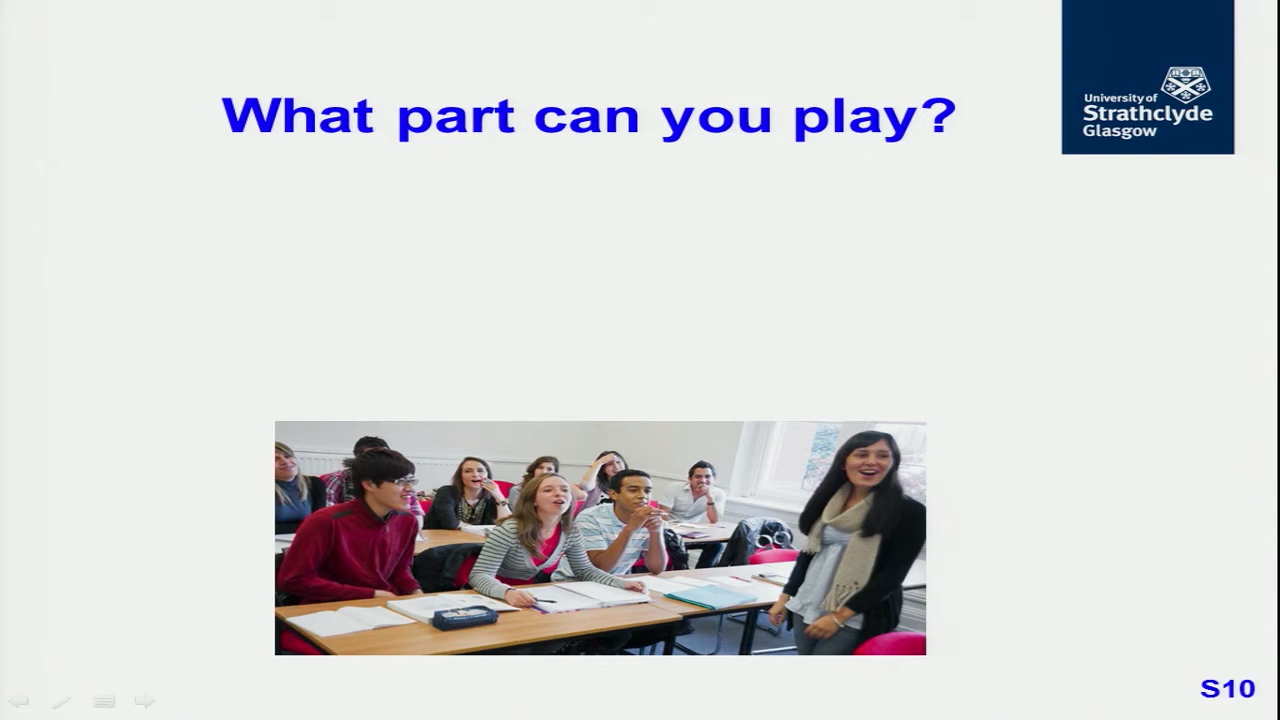 What part can you play?
University of
Strathclyde
Glasgow
S10